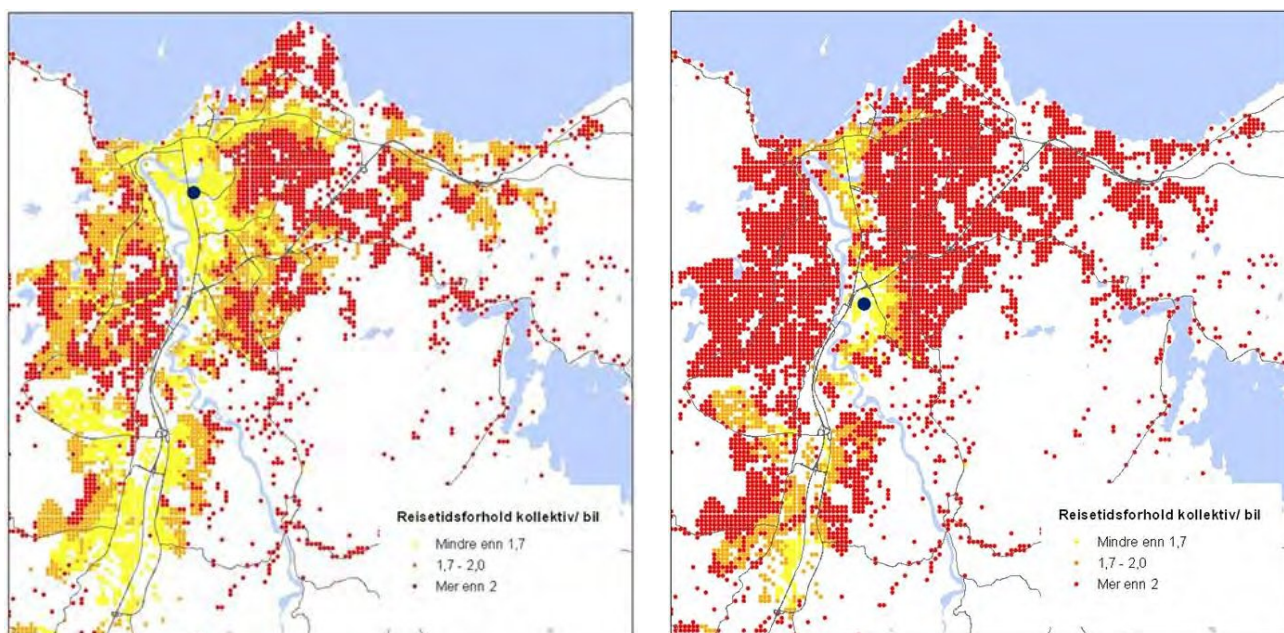 Reisetidsforhold kollektiv/ bil
Mindre enn 1,7
1,7 - 2,0
Mer enn 2
Reisetidsforhold kollektiv/ bil
Mindre enn 1,7
1,7 - 2,0
Mer enn 2